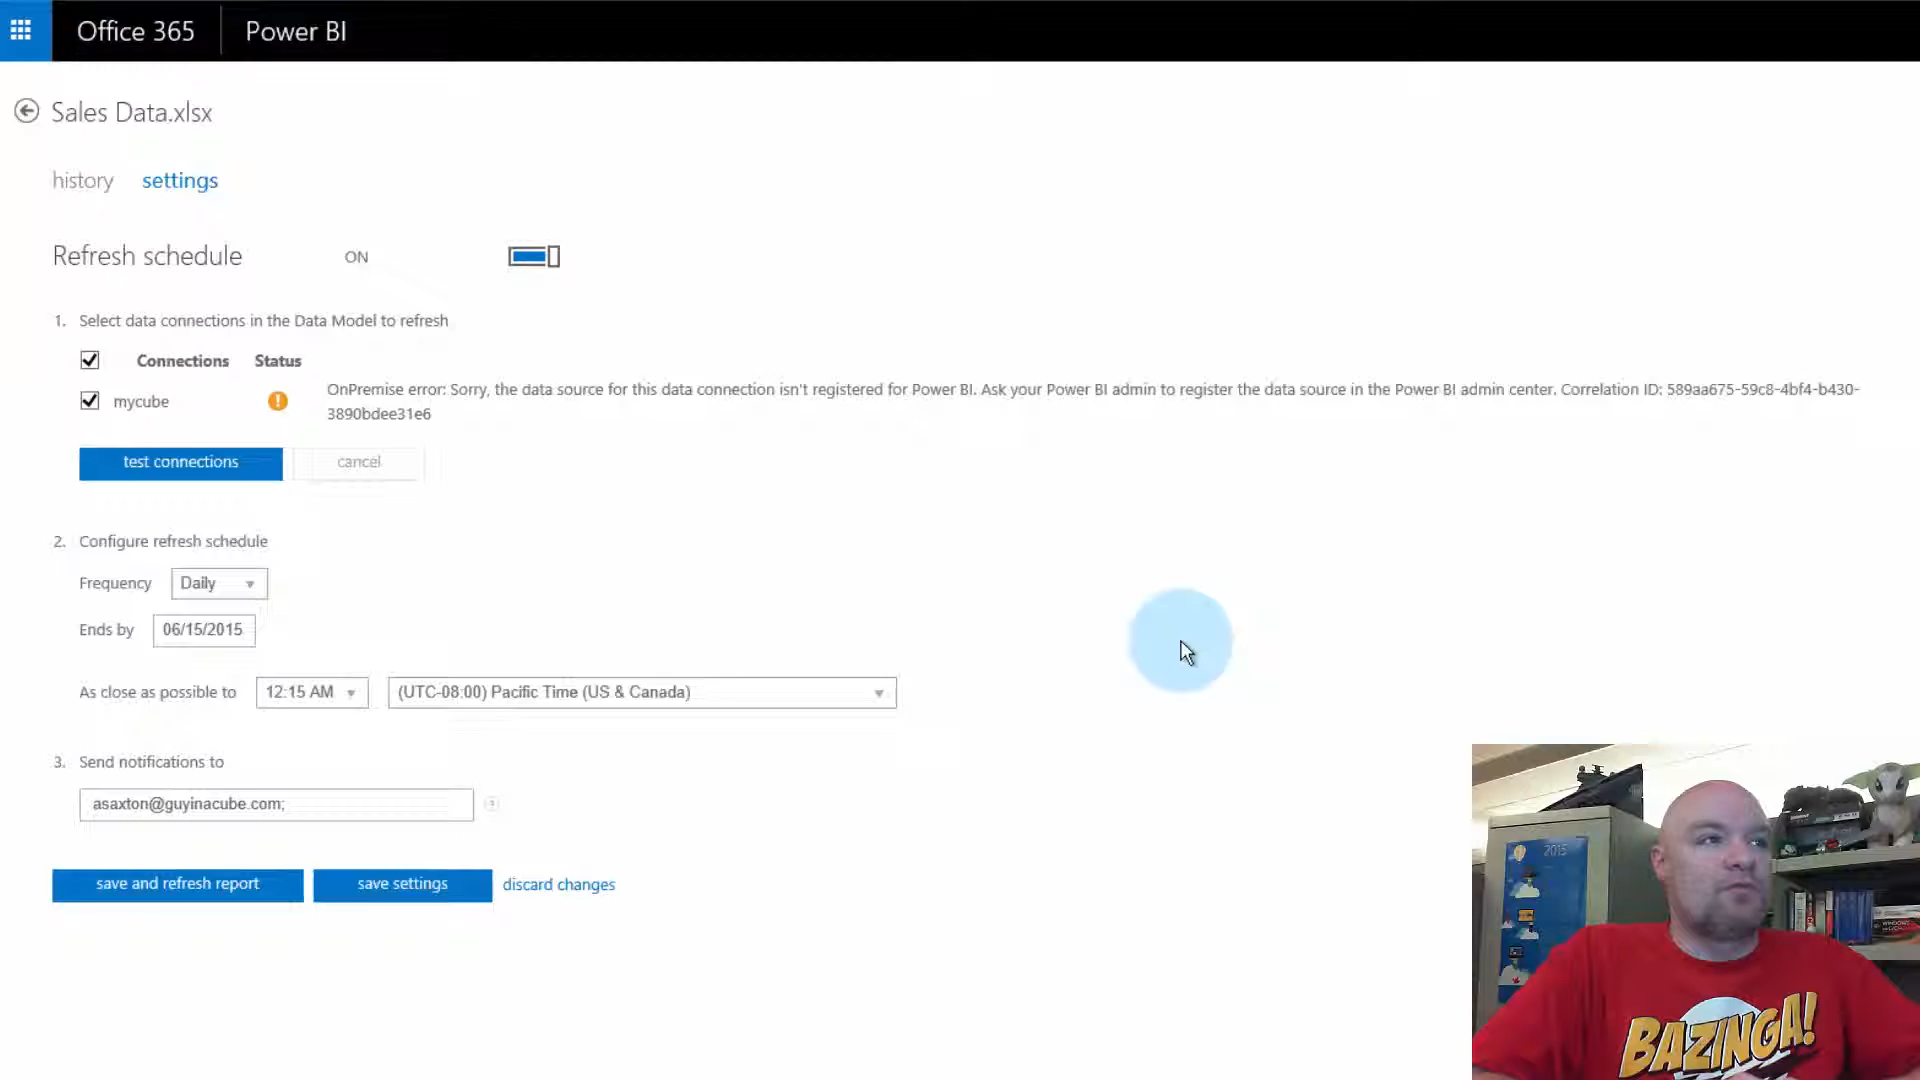 Office 365
Power BI
Sales Data.xlsx
history settings
Refresh schedule ON
1. Select data connections in the Data Model to refresh
Connections Status
mycube
OnPremise error: Sorry, the data source for this data connection isn't registered for Power BI. Ask your Power BI admin to register the data source in the Power BI admin center. Correlation ID: 589aa675-59c8-4bf4-b430-
3890bdee31e6
test connections cancel
2. Configure refresh schedule
Frequency Daily
Ends by 06/15/2015
As close as possible to 12:15 AM (UTC-08:00) Pacific Time (US & Canada)
3. Send notifications to
asaxton@guyinacube.com;
save and refresh report save settings discard changes
2015
BAZINGA!